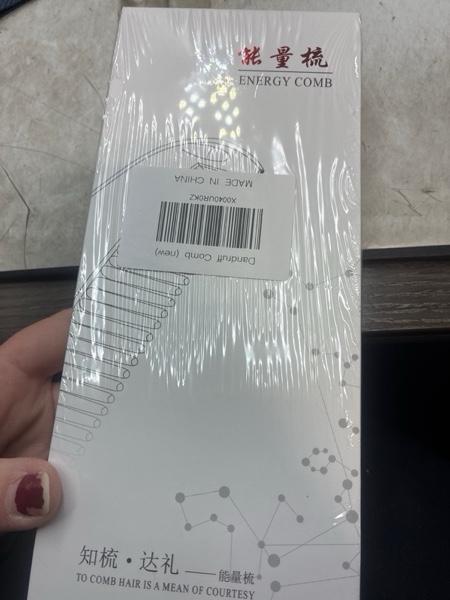 能量梳
ENERGY COMB
Dandruff Comb (new)
X0040UR0KZ
MADE IN CHINA
知梳·达礼——能量梳·
TO COMB HAIR IS A MEAN OF COURTESY